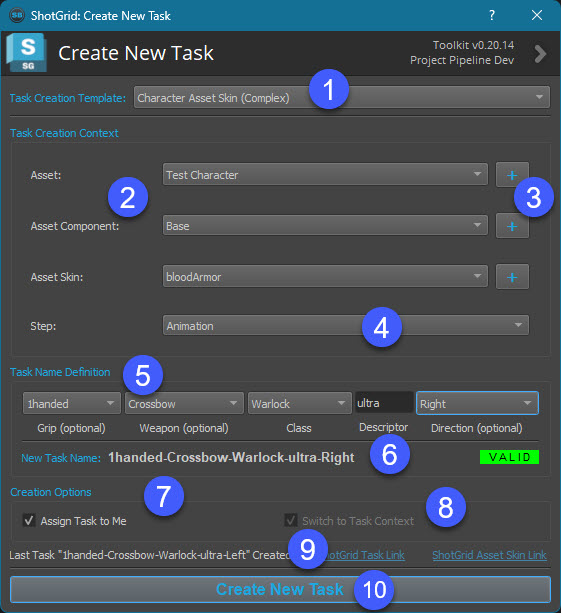 SG ShotGrid: Create New Task ?
S
SG
Create New Task
Toolkit v0.20.14
Project Pipeline Dev
Task Creation Template: Character Asset Skin (Complex)
1
Task Creation Context
Asset: Test Character +
2
3
Asset Component: Base +
Asset Skin: bloodArmor +
Step: Animation
4
Task Name Definition
5
1handed Crossbow Warlock ultra Right
Grip (optional) Weapon (optional) Class Descriptor Direction (optional)
6
New Task Name: 1handed-Crossbow-Warlock-ultra-Right VALID
Creation Options
7
8
Assign Task to Me Switch to Task Context
9
Last Task "1handed-Crossbow-Warlock-ultra-Left" Created Task Link ShotGrid Asset Skin Link
Create New Task
10